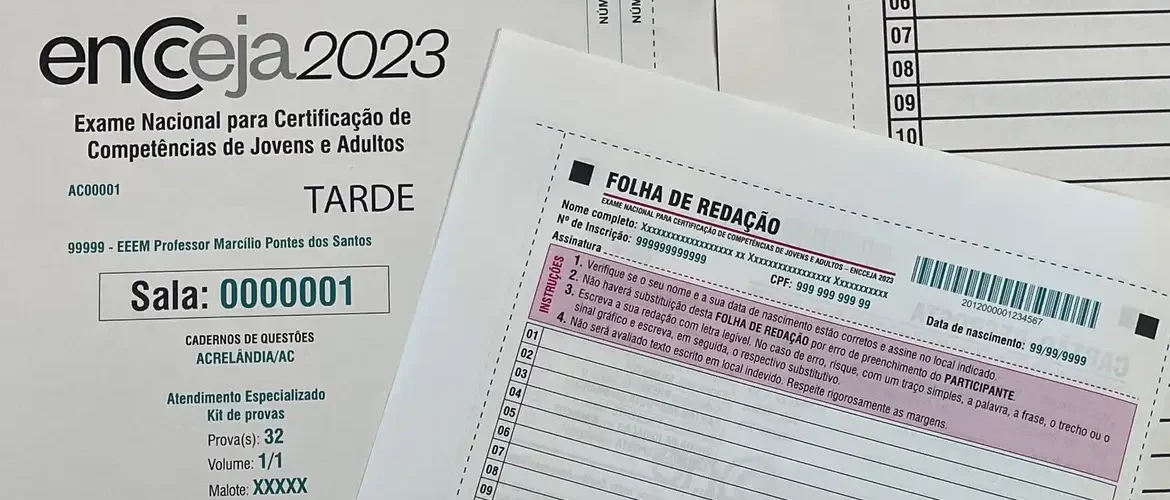 encceja 2023
Exame Nacional para Certificação de
Competências de Jovens e Adultos
AC00001
TARDE
99999 - EEEM Professor Marcílio Pontes dos Santos
Sala: 0000001
CADERNOS DE QUESTÕES
ACRELÂNDIA/AC
Atendimento Especializado
Kit de provas
Prova(s): 32
Volume: 1/1
Malote: XXXXX
NÚM
NÚM
06
07
08
09
10
FOLHA DE REDAÇÃO
EXAME NACIONAL PARA CERTIFICAÇÃO DE COMPETÊNCIAS DE JOVENS E ADULTOS – ENCCEJA 2023
Nome completo: Xxxxxxxxxxxxxxxxxx xx Xxxxxxxxxxxxxxxx Xxxxxxxxxxx
Nº de Inscrição: 999999999999
CPF: 999 999 999 99
Assinatura
2012000001234567
Data de nascimento: 99/99/9999
INSTRUÇÕES
1. Verifique se o seu nome e a sua data de nascimento estão corretos e assine no local indicado.
2. Não haverá substituição desta FOLHA DE REDAÇÃO por erro de preenchimento do PARTICIPANTE.
3. Escreva a sua redação com letra legível. No caso de erro, risque, com um traço simples, a palavra, a frase, o trecho ou o
sinal gráfico e escreva, em seguida, o respectivo substitutivo.
4. Não será avaliado texto escrito em local indevido. Respeite rigorosamente as margens.
01
02
03
04
05
06
07
08
09